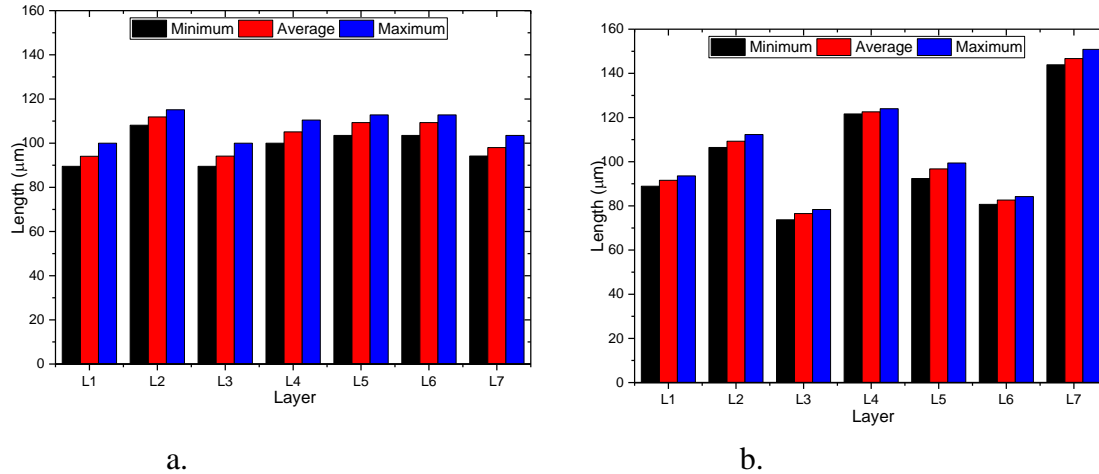 160
140
120
100
80
60
40
20
0
Length (μm)
Minimum Average Maximum
L1 L2 L3 L4 L5 L6 L7
Layer
a.
160
140
120
100
80
60
40
20
0
Length (μm)
Minimum Average Maximum
L1 L2 L3 L4 L5 L6 L7
Layer
b.